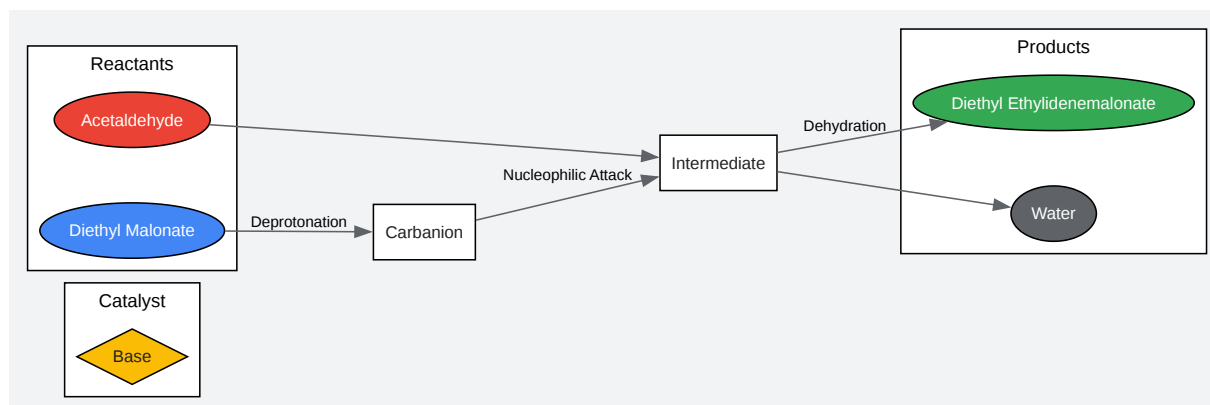 Reactants
Acetaldehyde
Diethyl Malonate
Deprotonation
Carbanion
Nucleophilic Attack
Intermediate
Dehydration
Products
Diethyl Ethylidenemalonate
Water
Catalyst
Base